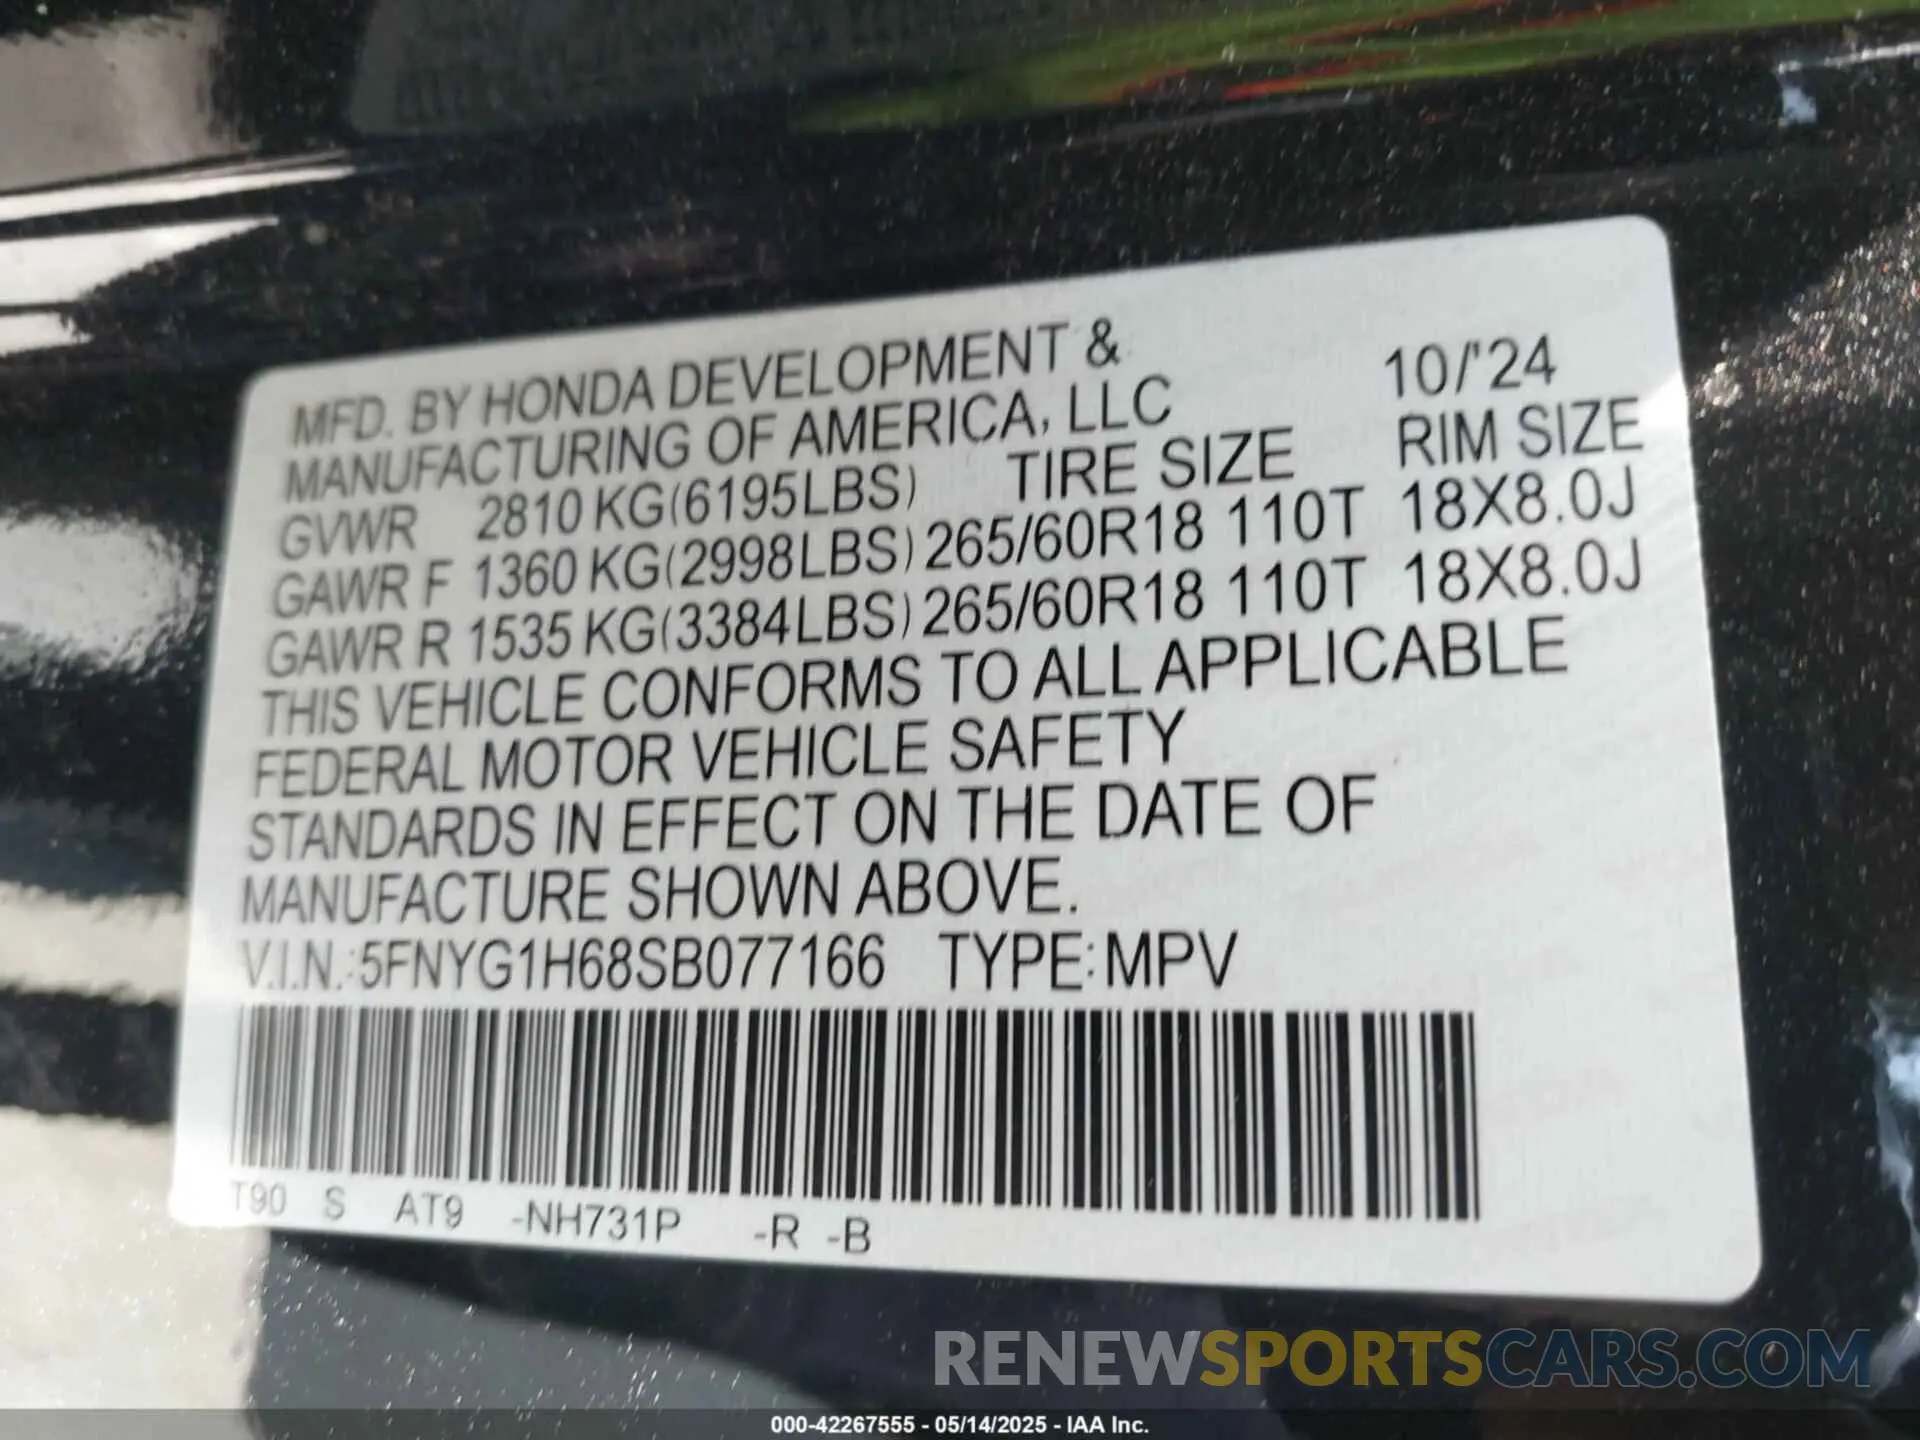 MFD. BY HONDA DEVELOPMENT & 10/'24
MANUFACTURING OF AMERICA, LLC
GVWR 2810 KG(6195LBS) TIRE SIZE RIM SIZE
GAWR F 1360 KG(2998LBS) 265/60R18 110T 18X8.0J
GAWR R 1535 KG(3384LBS) 265/60R18 110T 18X8.0J
THIS VEHICLE CONFORMS TO ALL APPLICABLE
FEDERAL MOTOR VEHICLE SAFETY
STANDARDS IN EFFECT ON THE DATE OF
MANUFACTURE SHOWN ABOVE.
V.I.N.:5FNYG1H68SB077166 TYPE:MPV
T90 S AT9 -NH731P -R -B
RENEWSPORTSCARS.COM
000-42267555 - 05/14/2025 - IAA Inc.